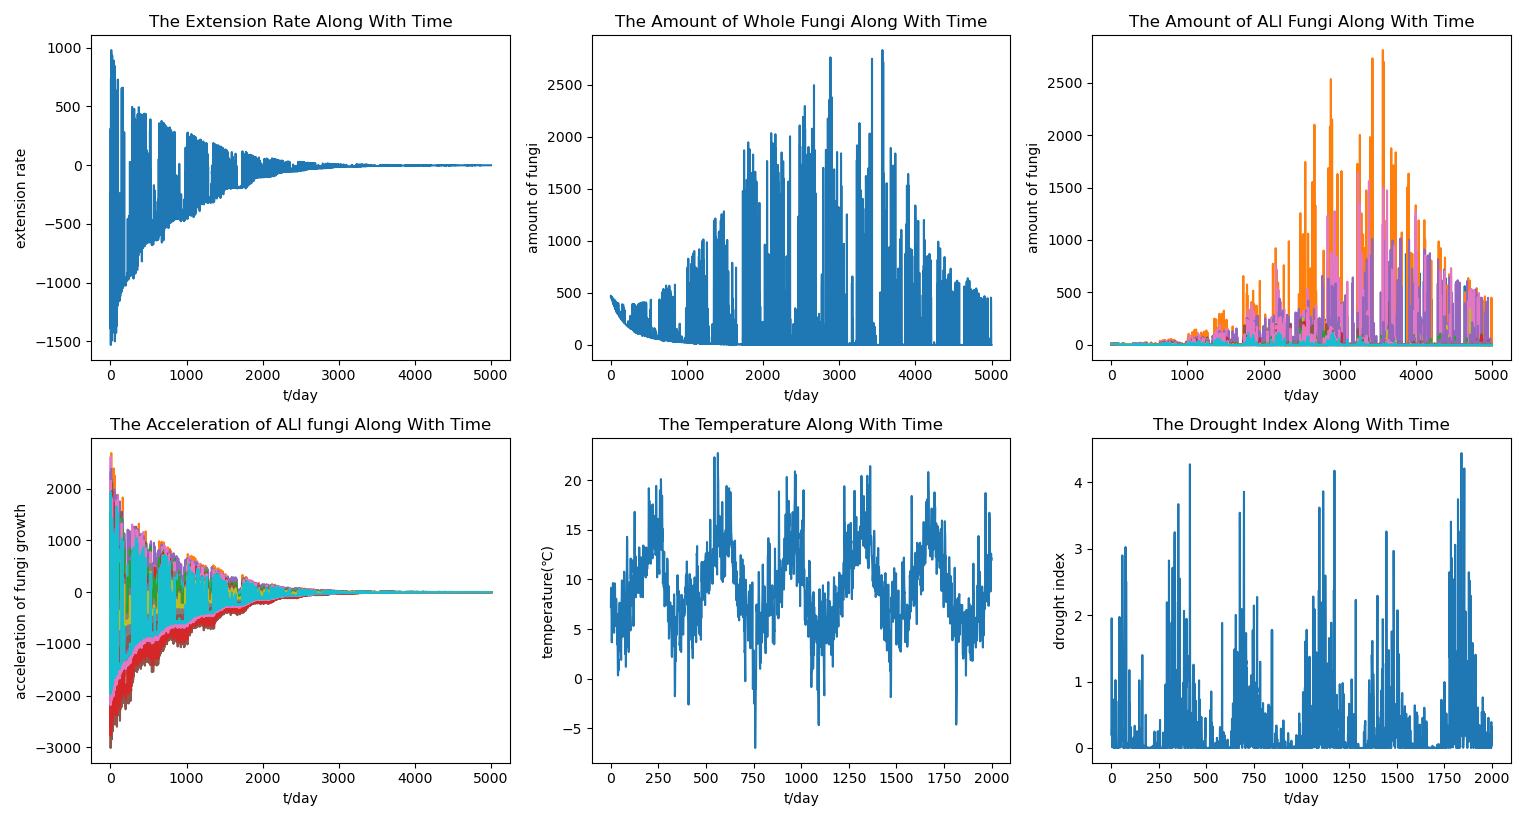 The Extension Rate Along With Time
1000
500
0
−500
−1000
−1500
extension rate
0 1000 2000 3000 4000 5000
t/day
The Amount of Whole Fungi Along With Time
2500
2000
1500
1000
500
0
amount of fungi
0 1000 2000 3000 4000 5000
t/day
The Amount of ALI Fungi Along With Time
2500
2000
1500
1000
500
0
amount of fungi
0 1000 2000 3000 4000 5000
t/day
The Acceleration of ALI fungi Along With Time
2000
1000
0
−1000
−2000
−3000
acceleration of fungi growth
0 1000 2000 3000 4000 5000
t/day
The Temperature Along With Time
20
15
10
5
0
−5
temperature(℃)
0 250 500 750 1000 1250 1500 1750 2000
t/day
The Drought Index Along With Time
4
3
2
1
0
drought index
0 250 500 750 1000 1250 1500 1750 2000
t/day